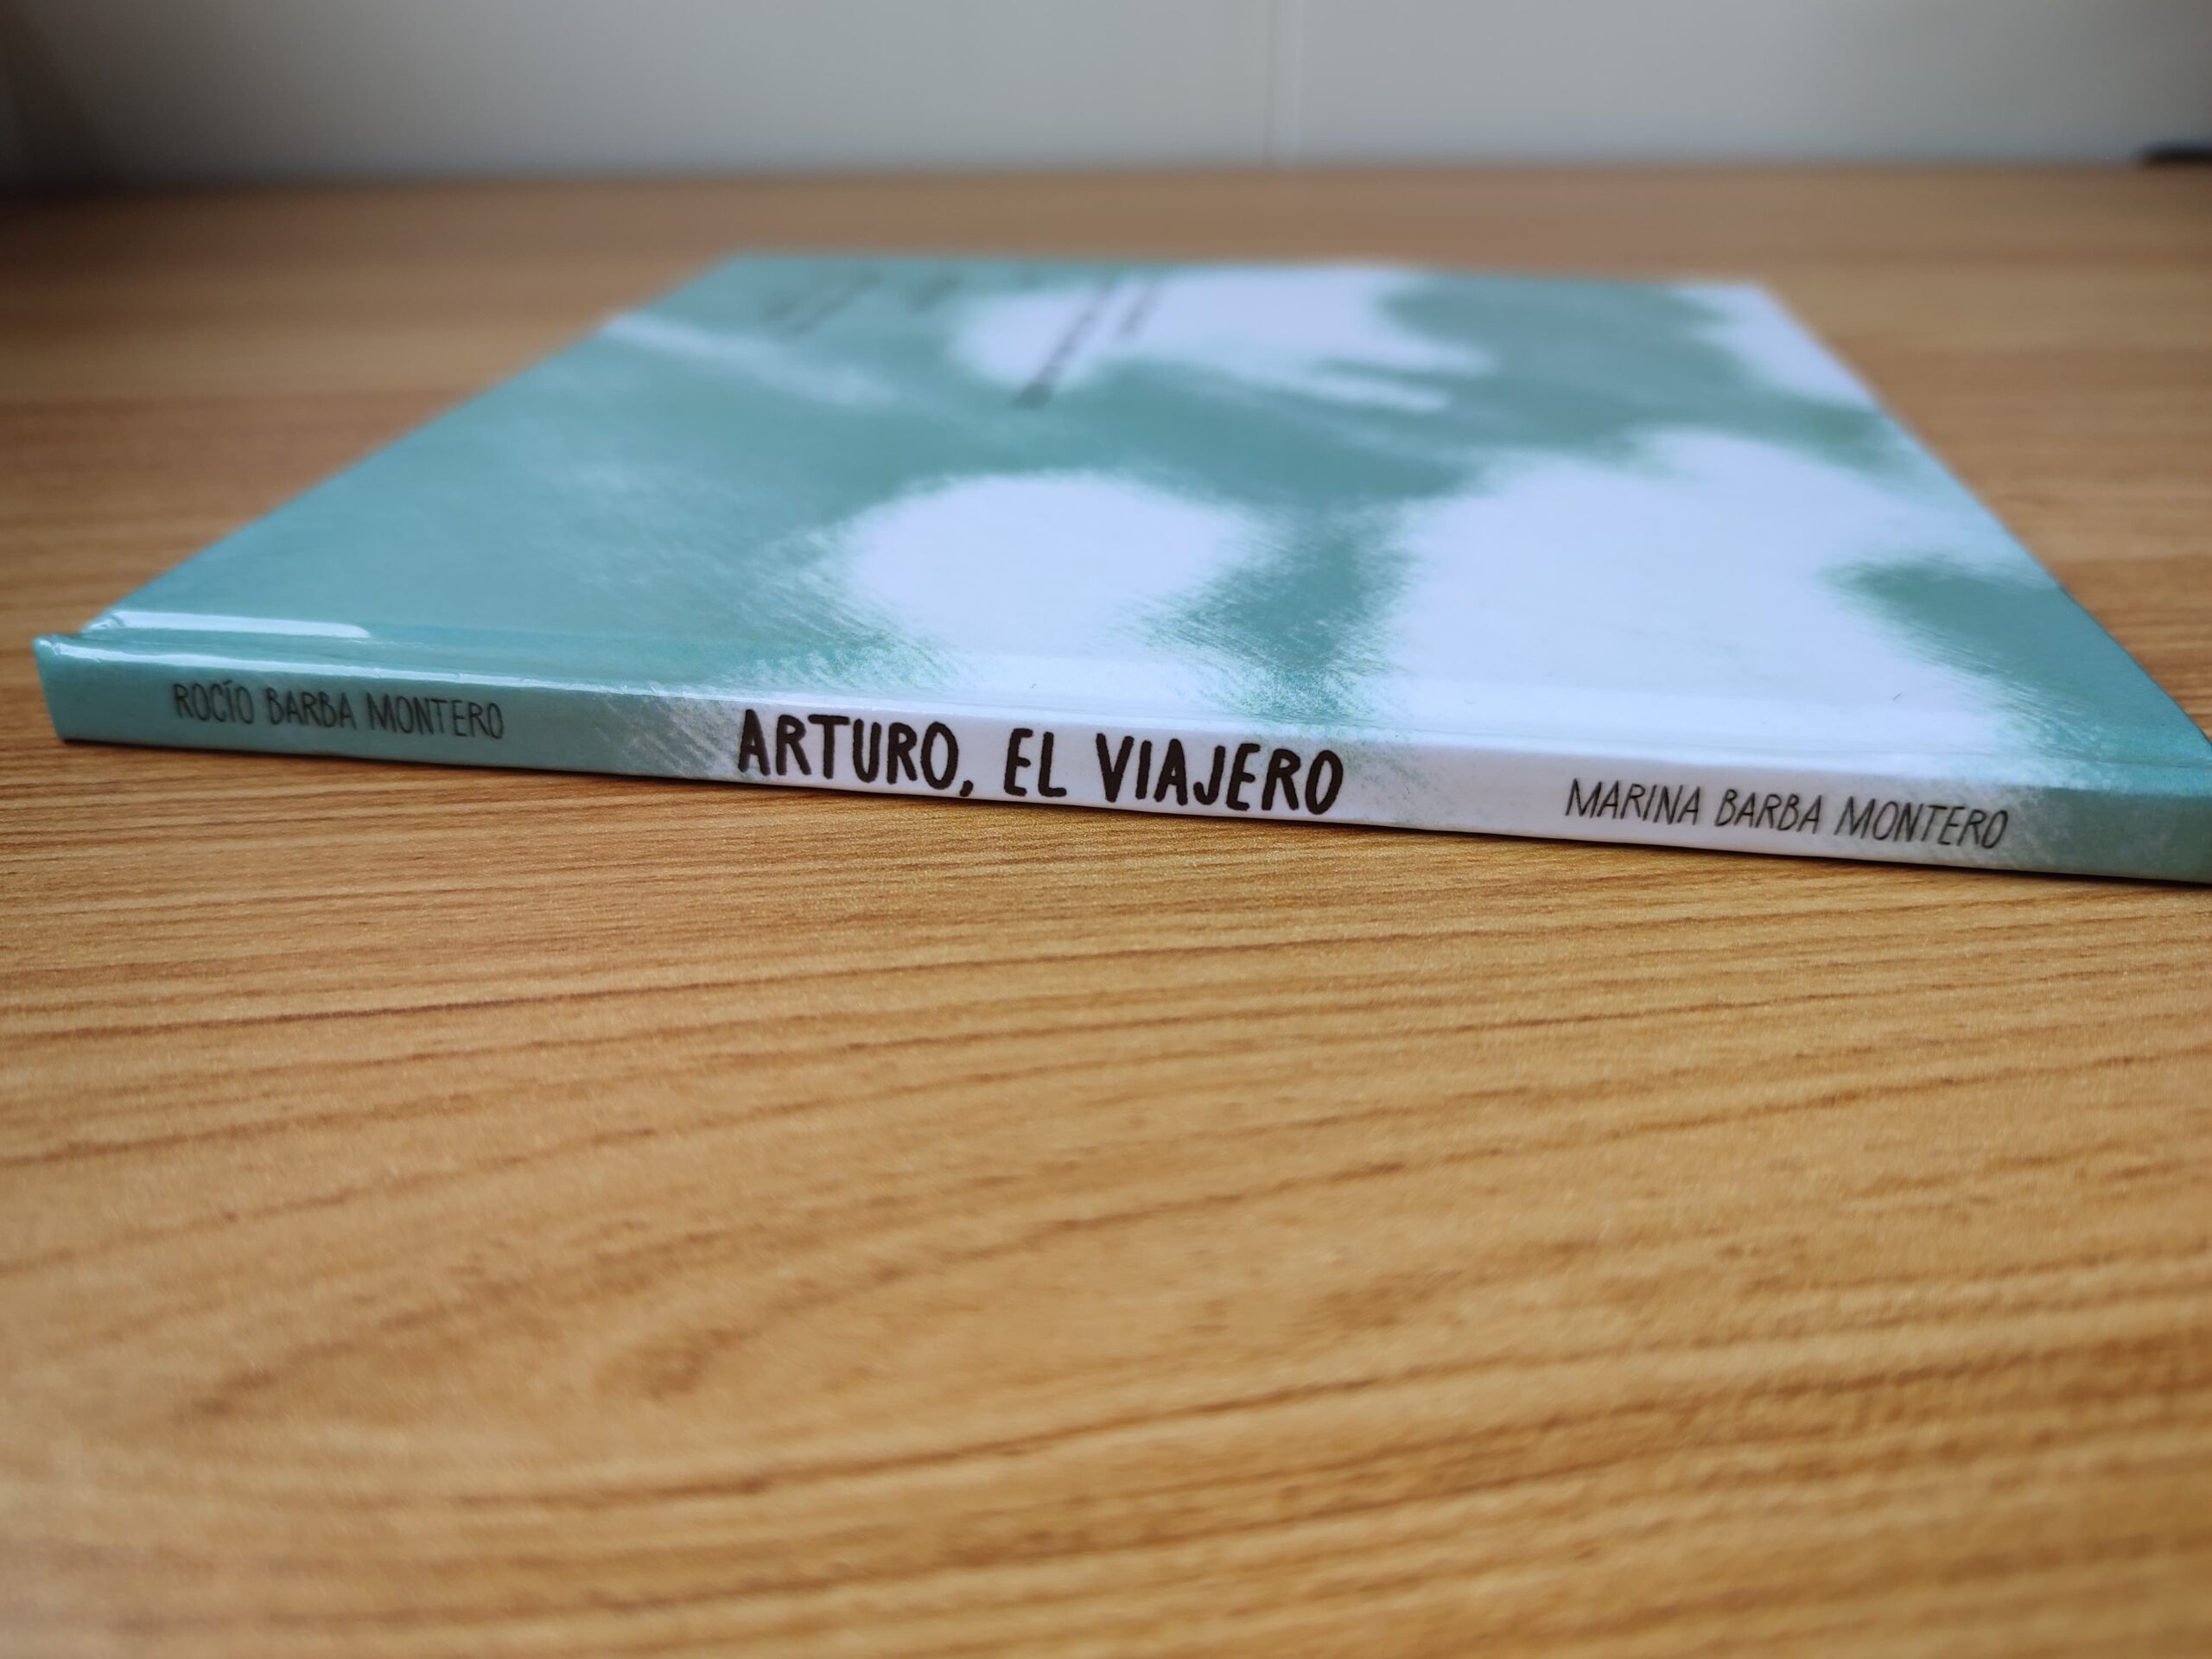 ROCÍO BARBA MONTERO
ARTURO, EL VIAJERO
MARINA BARBA MONTERO